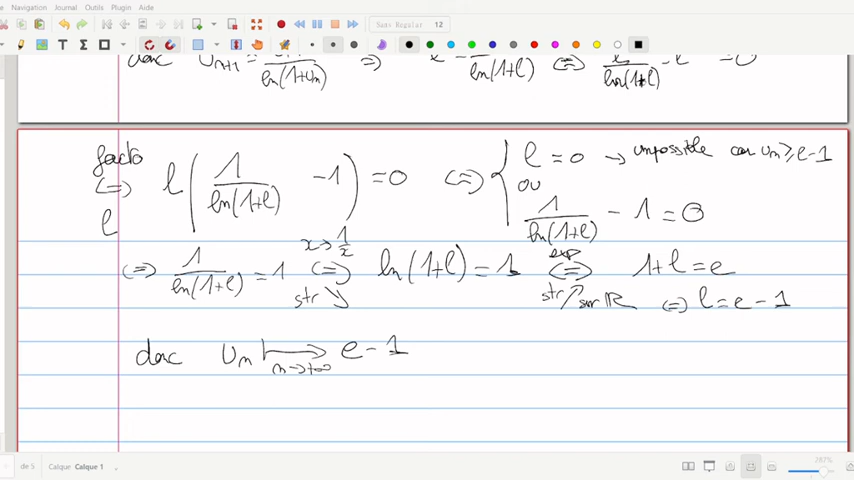 Navigation Journal Outils Plugin Aide
Sans Regular 12
donc Un+1 = ln(1+Un) ⇒ ln(1+l) ⇔ ln(1+l) - l = 0
facto l ⇔ l(1/ln(1+l) - 1) = 0 ⇔ { l = 0 → impossible car Un ≥ e-1
ou
1/ln(1+l) - 1 = 0
⇔ 1/ln(1+l) = 1 ⇔ x → 1/x str ↘ ln(1+l) = 1 ⇔ exp str ↗ sur ℝ 1+l = e
⇔ l = e - 1
donc Un ⟼ n→+∞ e - 1
de 5 Calque Calque 1
287%